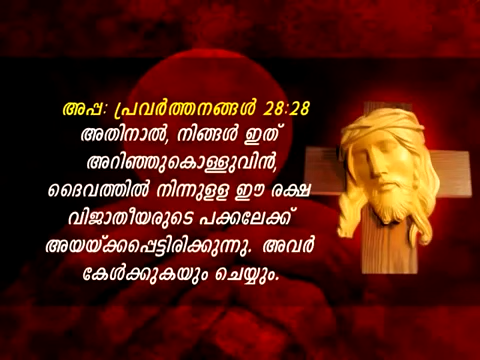 അപ്പ: പ്രവർത്തനങ്ങൾ 28:28
അതിനാൽ, നിങ്ങൾ ഇത്
അറിഞ്ഞുകൊള്ളുവിൻ,
ദൈവത്തിൽ നിന്നുളള ഈ രക്ഷ
വിജാതീയരുടെ പക്കലേക്ക്
അയയ്ക്കപ്പെട്ടിരിക്കുന്നു. അവർ
കേൾക്കുകയും ചെയ്യും.